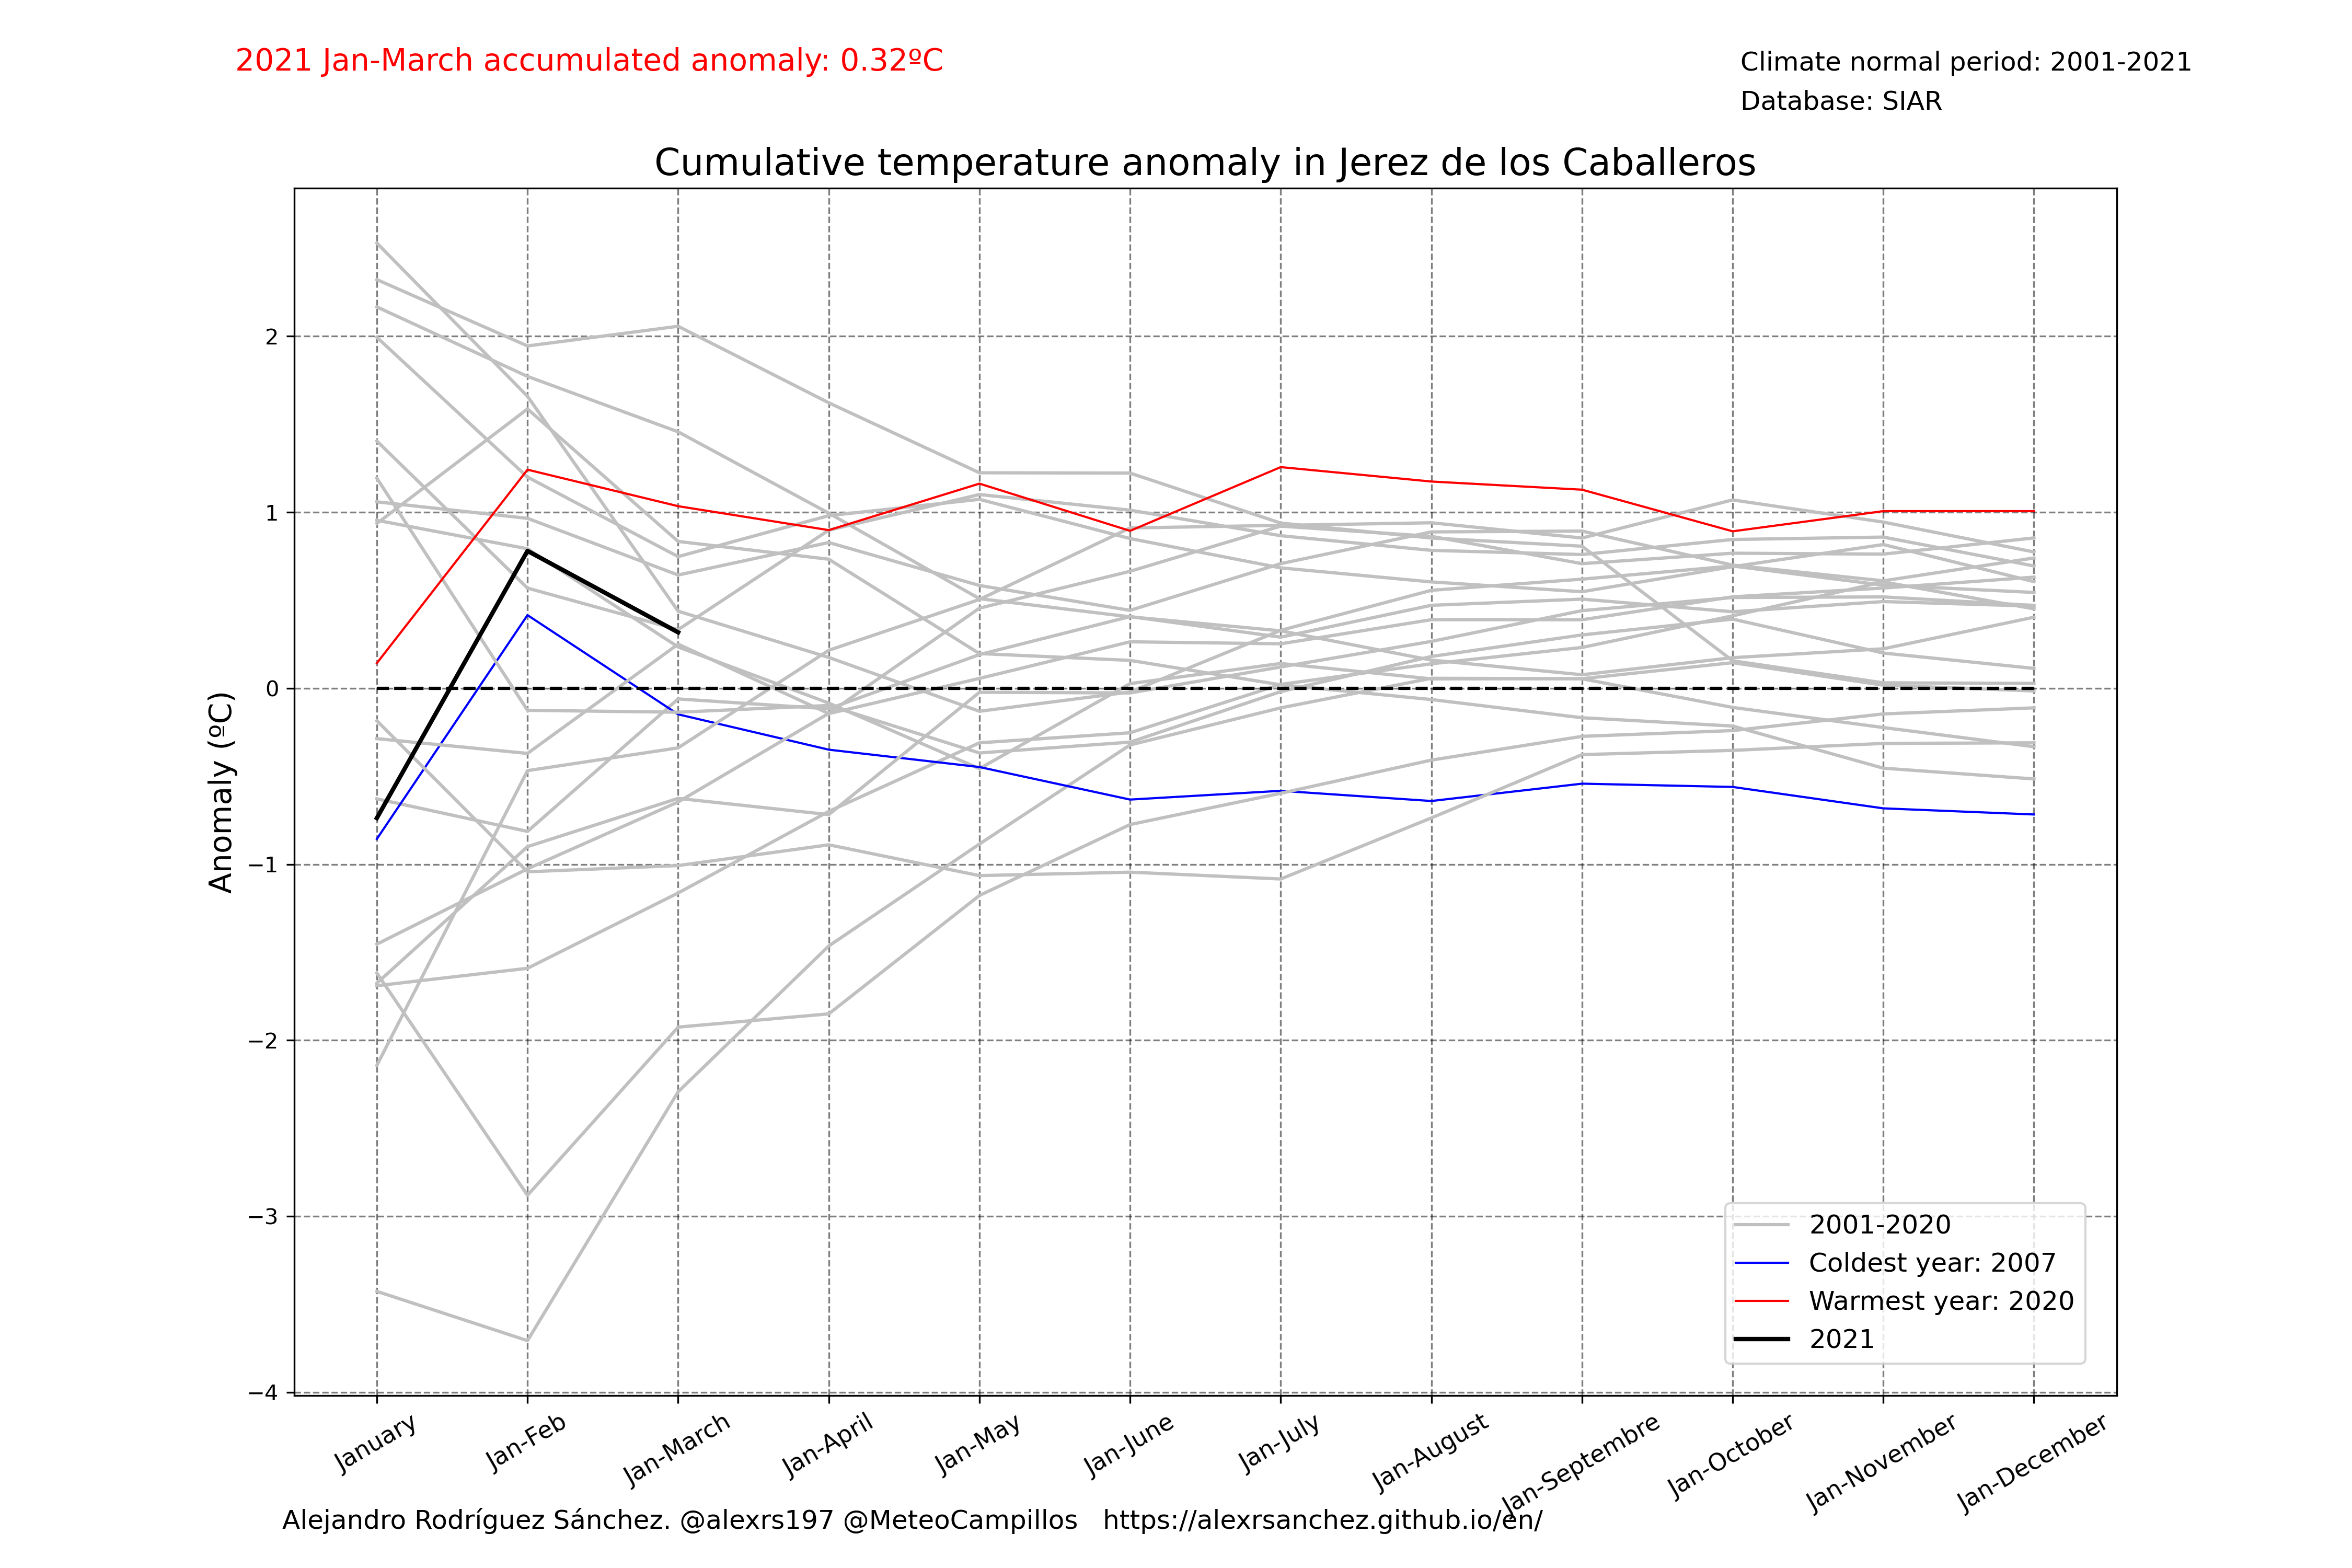 2021 Jan-March accumulated anomaly: 0.32ºC
Climate normal period: 2001-2021
Database: SIAR
Cumulative temperature anomaly in Jerez de los Caballeros
Anomaly (ºC)
2
1
0
−1
−2
−3
−4
2001-2020
Coldest year: 2007
Warmest year: 2020
2021
January
Jan-Feb
Jan-March
Jan-April
Jan-May
Jan-June
Jan-July
Jan-August
Jan-Septembre
Jan-October
Jan-November
Jan-December
Alejandro Rodríguez Sánchez. @alexrs197 @MeteoCampillos https://alexrsanchez.github.io/en/